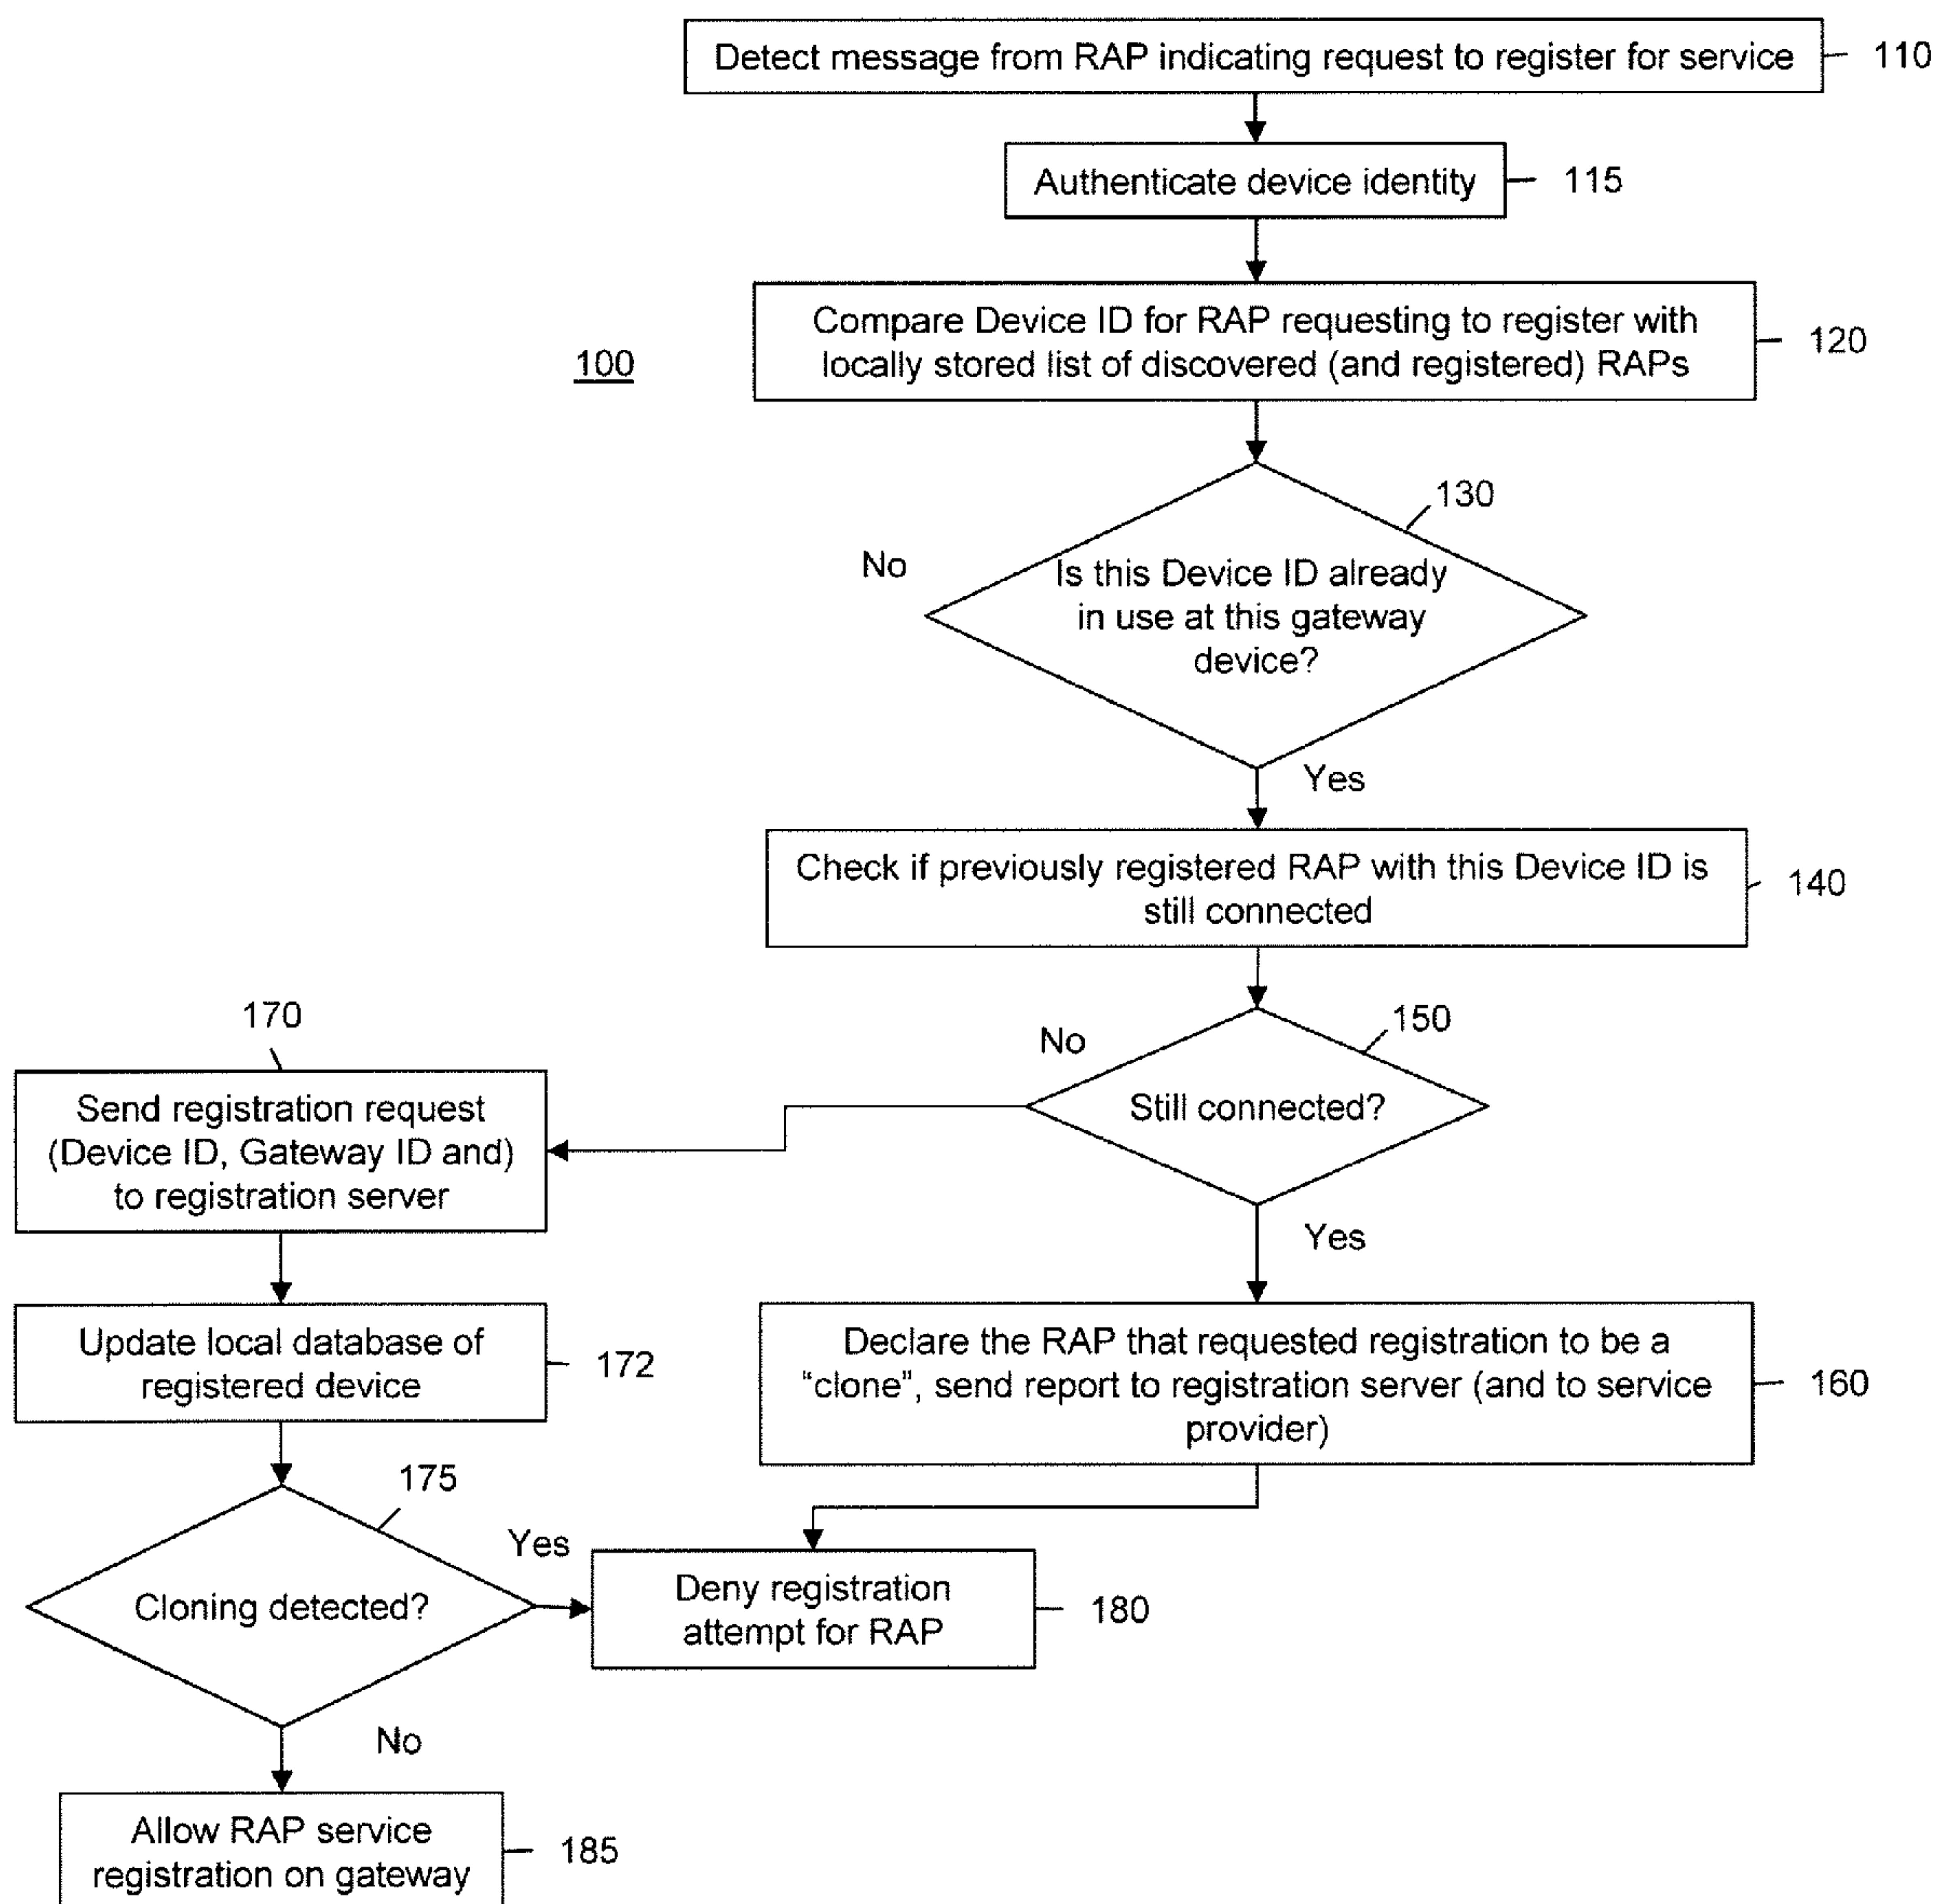 Detect message from RAP indicating request to register for service
110
Authenticate device identity
115
Compare Device ID for RAP requesting to register with
locally stored list of discovered (and registered) RAPs
120
100
130
No
Is this Device ID already
in use at this gateway
device?
Yes
Check if previously registered RAP with this Device ID is
still connected
140
150
No
Still connected?
Yes
170
Send registration request
(Device ID, Gateway ID and)
to registration server
Update local database of
registered device
172
Declare the RAP that requested registration to be a
“clone”, send report to registration server (and to service
provider)
160
175
Yes
Cloning detected?
Deny registration
attempt for RAP
180
No
Allow RAP service
registration on gateway
185